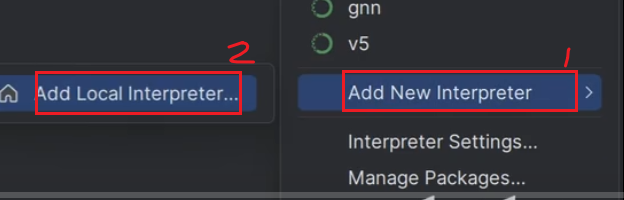 gnn
v5
2
1
Add Local Interpreter...
Add New Interpreter
Interpreter Settings...
Manage Packages...